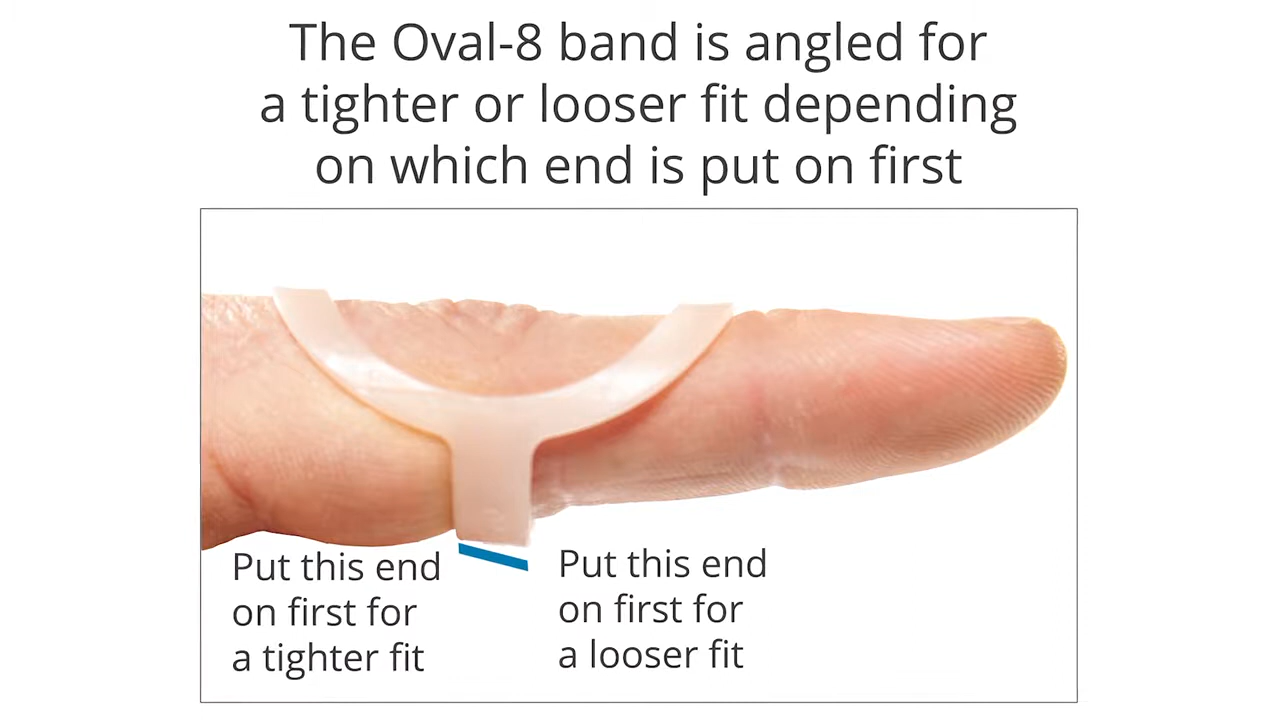 The Oval-8 band is angled for
a tighter or looser fit depending
on which end is put on first
Put this end
on first for
a tighter fit
Put this end
on first for
a looser fit